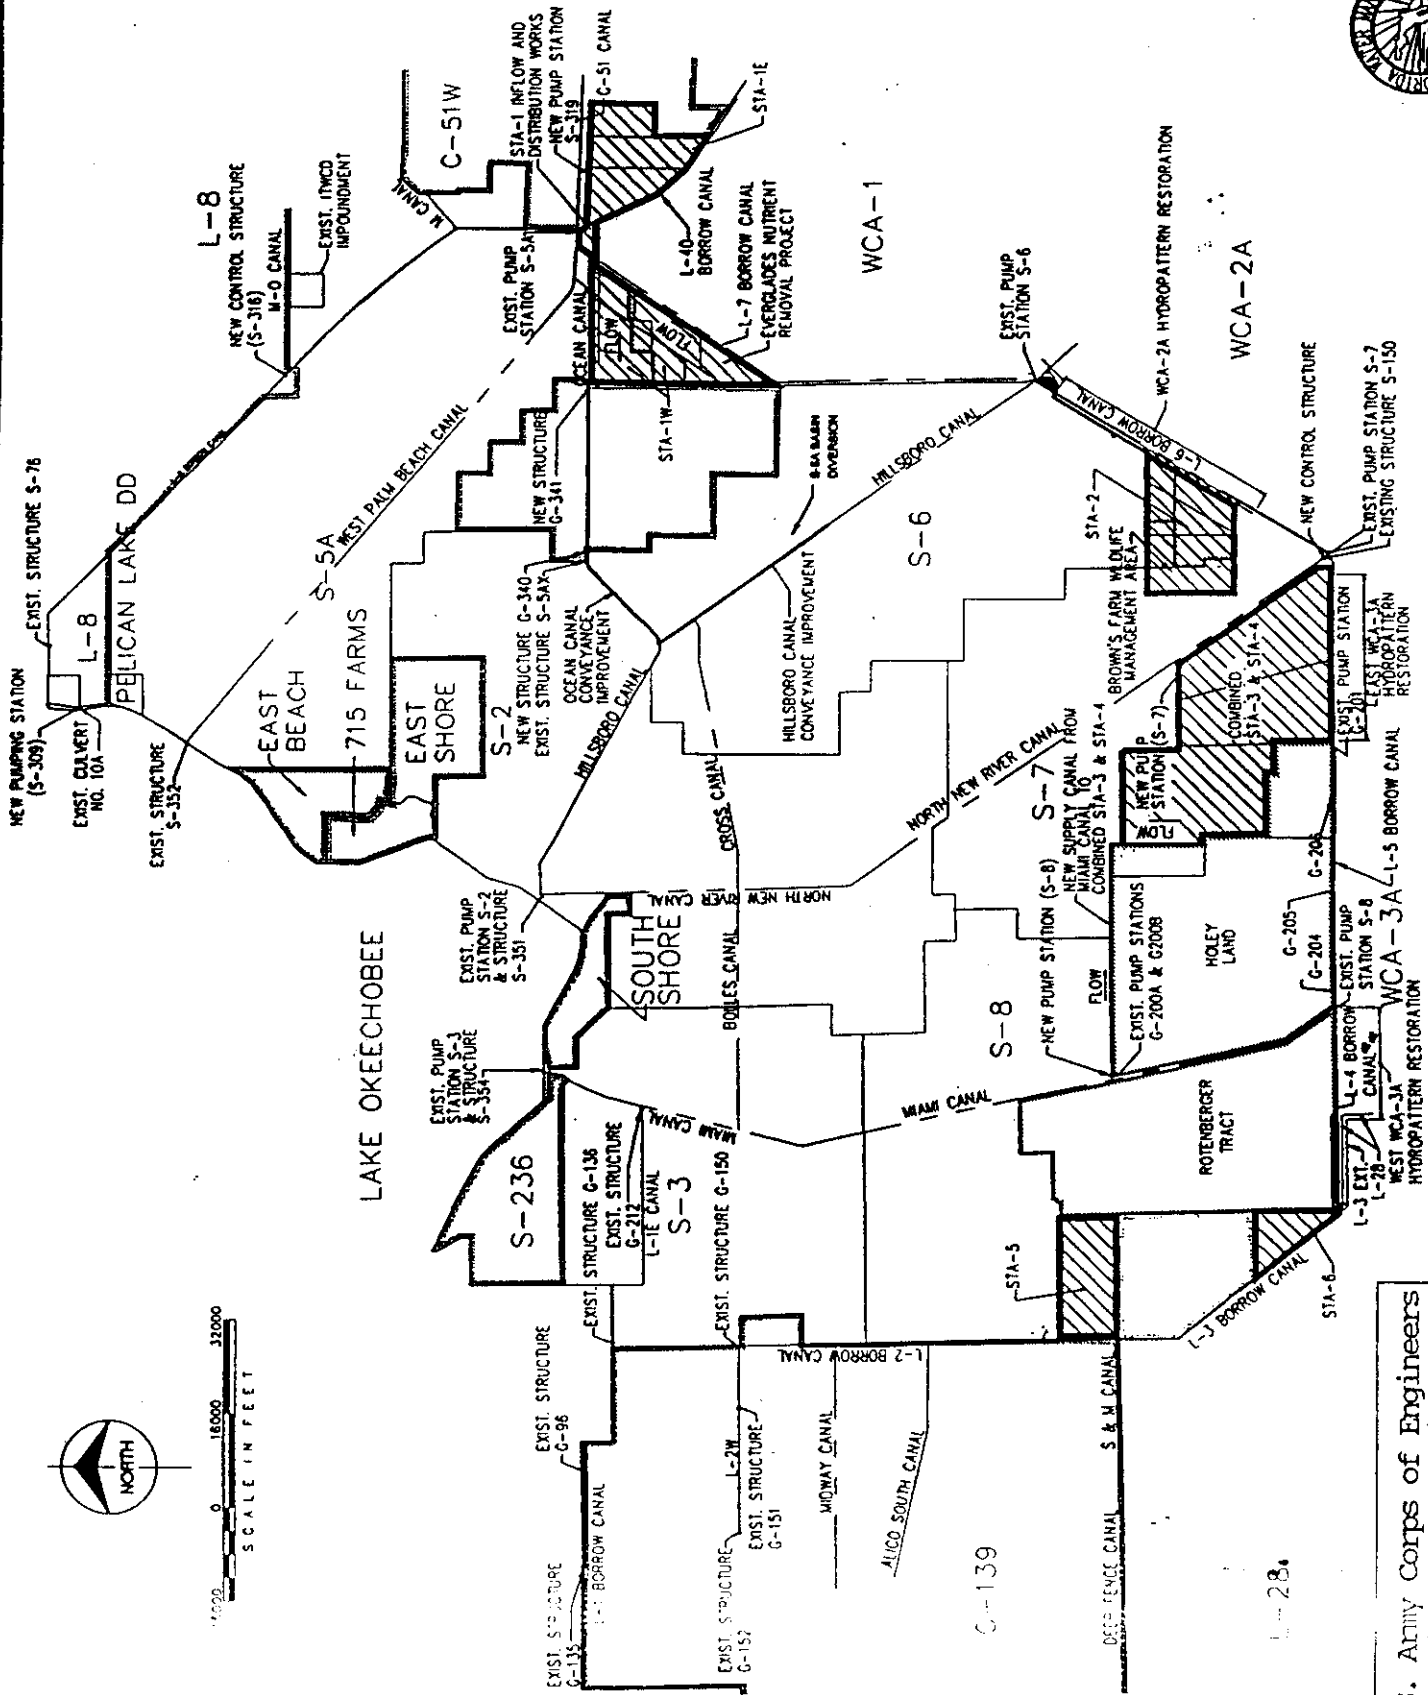 NORTH
16000
0
16000
32000
SCALE IN FEET
LAKE OKEECHOBEE
NEW PUMPING STATION
(S-309)
EXIST. STRUCTURE S-76
EXIST. CULVERT
NO. 10A
L-8
PELICAN LAKE DD
EXIST. STRUCTURE
S-352
L-8
NEW CONTROL STRUCTURE
(S-316)
M-O CANAL
EXIST. ITWCD
IMPOUNDMENT
M CANAL
C-51W
STA-1 INFLOW AND
DISTRIBUTION WORKS
NEW PUMP STATION
S-319
C-51 CANAL
STA-1E
EXIST. PUMP
STATION S-5A
L-40
BORROW CANAL
L-7 BORROW CANAL
EVERGLADES NUTRIENT
REMOVAL PROJECT
OCEAN CANAL
FLOW
FLOW
STA-1W
WCA-1
S-5A
WEST PALM BEACH CANAL
EAST
BEACH
715 FARMS
EAST
SHORE
S-2
NEW STRUCTURE
G-341
NEW STRUCTURE G-340
EXIST. STRUCTURE S-5AX
OCEAN CANAL
CONVEYANCE
IMPROVEMENT
HILLSBORO CANAL
S-5A BASIN
DIVERSION
HILLSBORO CANAL
HILLSBORO CANAL
CONVEYANCE IMPROVEMENT
S-6
EXIST. PUMP
STATION S-6
WCA-2A HYDROPATTERN RESTORATION
L-6 BORROW CANAL
WCA-2A
STA-2
BROWN'S FARM WILDLIFE
MANAGEMENT AREA
NEW CONTROL STRUCTURE
EXIST. PUMP STATION S-7
EXISTING STRUCTURE S-150
EXIST. PUMP
STATION S-2
& STRUCTURE
S-351
EXIST. PUMP
STATION S-3
& STRUCTURE
S-354
SOUTH
SHORE
CROSS CANAL
BOLLES CANAL
NORTH NEW RIVER CANAL
NORTH NEW RIVER CANAL
S-7
NEW SUPPLY CANAL FROM
MIAMI CANAL TO
COMBINED STA-3 & STA-4
NEW PUMP
STATION (S-7)
FLOW
COMBINED
STA-3 & STA-4
EXIST PUMP STATION
G-201
EAST WCA-3A
HYDROPATTERN
RESTORATION
L-5 BORROW CANAL
G-206
G-205
G-204
HOLEY
LAND
NEW PUMP STATION (S-8)
FLOW
EXIST. PUMP STATIONS
G-200A & G200B
S-8
EXIST. PUMP
STATION S-8
WCA-3A
L-4 BORROW
CANAL
L-3 EXT.
L-28
WEST WCA-3A
HYDROPATTERN RESTORATION
ROTENBERGER
TRACT
MIAMI CANAL
MIAMI CANAL
S-236
S-3
EXIST. STRUCTURE G-136
EXIST. STRUCTURE
G-212
L-1E CANAL
EXIST. STRUCTURE G-150
EXIST. STRUCTURE
G-96
EXIST. STRUCTURE
G-135
L-1 BORROW CANAL
L-2W
EXIST. STRUCTURE
G-151
EXIST. STRUCTURE
G-152
L-2 BORROW CANAL
MIDWAY CANAL
ALICO SOUTH CANAL
C-139
STA-5
S & M CANAL
DEER FENCE CANAL
L-3 BORROW CANAL
STA-6
L-28
Army Corps of Engineers
FLORIDA WATER